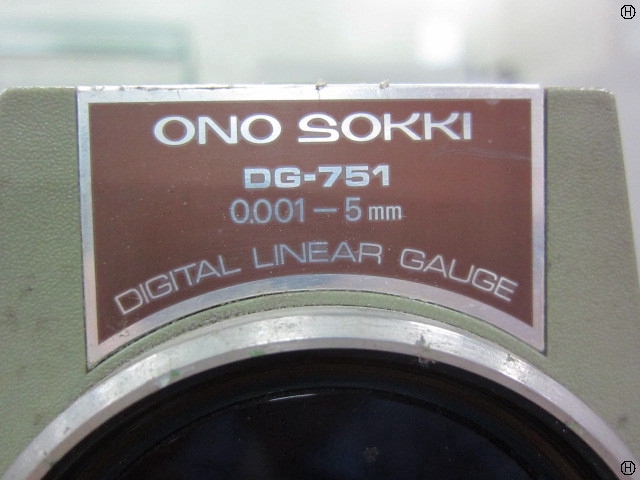 ONO SOKKI
DG-751
0.001 - 5 mm
DIGITAL LINEAR GAUGE
H
H